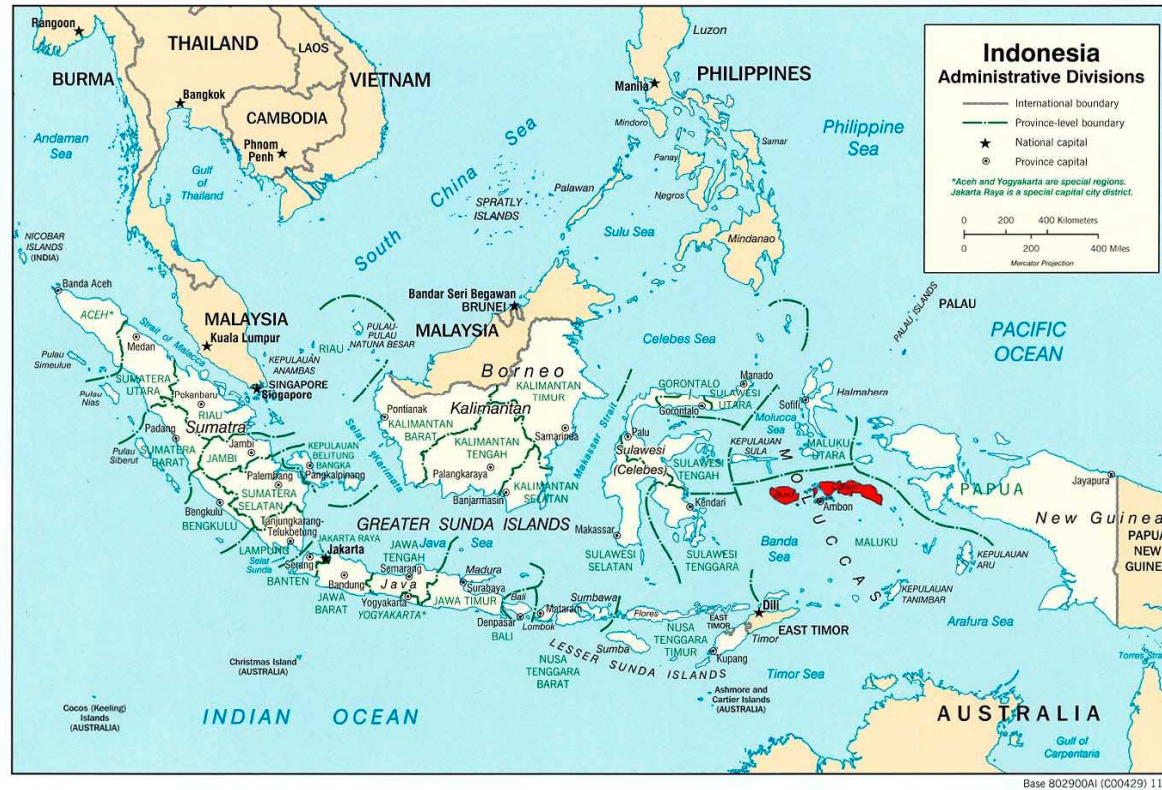 Rangoon
THAILAND
LAOS
BURMA
VIETNAM
Bangkok
CAMBODIA
Phnom
Penh
Andaman
Sea
Gulf
of
Thailand
South China Sea
SPRATLY
ISLANDS
Luzon
PHILIPPINES
Manila
Mindoro
Samar
Panay
Palawan
Negros
Sulu Sea
Mindanao
Philippine
Sea
Indonesia
Administrative Divisions
International boundary
Province-level boundary
National capital
Province capital
*Aceh and Yogyakarta are special regions.
Jakarta Raya is a special capital city district.
0 200 400 Kilometers
0 200 400 Miles
Mercator Projection
NICOBAR
ISLANDS
(INDIA)
Banda Aceh
ACEH*
Strait of Malacca
Medan
Pulau
Simeulue
SUMATERA
UTARA
Pulau
Nias
MALAYSIA
Kuala Lumpur
KEPULAUAN
ANAMBAS
SINGAPORE
Singapore
RIAU
PULAU-
PULAU
NATUNA BESAR
Bandar Seri Begawan
BRUNEI
MALAYSIA
Celebes Sea
PALAU ISLANDS
PALAU
PACIFIC
OCEAN
Pekanbaru
RIAU
Sumatra
Padang
SUMATERA
BARAT
Pulau
Siberut
Jambi
JAMBI
KEPULAUAN
BELITUNG
BANGKA
Pangkalpinang
Palembang
SUMATERA
SELATAN
Bengkulu
BENGKULU
Tanjungkarang-
Telukbetong
LAMPUNG
Selat
Sunda
Selat
Karimata
Borneo
KALIMANTAN
TIMUR
Pontianak
Kalimantan
KALIMANTAN
BARAT
KALIMANTAN
TENGAH
Samarinda
Palangkaraya
Banjarmasin
KALIMANTAN
SELATAN
Makassar Strait
GREATER SUNDA ISLANDS
Java
Sea
GORONTALO
Gorontalo
SULAWESI
UTARA
Manado
Palu
Sulawesi
(Celebes)
SULAWESI
TENGAH
KEPULAUAN
SULA
Molucca
Sea
Sofifi
Halmahera
MALUKU
UTARA
MOLUCCAS
Kendari
Makassar
SULAWESI
SELATAN
SULAWESI
TENGGARA
Buru
Ambon
Banda
Sea
MALUKU
PAPUA
Jayapura
New Guinea
PAPUA
NEW
GUINE
KEPULAUAN
ARU
KEPULAUAN
TANIMBAR
Arafura Sea
JAKARTA RAYA
Jakarta
Serang
BANTEN
Bandung
JAWA
BARAT
JAWA
TENGAH
Semarang
Java
Yogyakarta
YOGYAKARTA*
Madura
Surabaya
JAWA TIMUR
Bali
Denpasar
BALI
Mataram
Lombok
Sumbawa
NUSA
TENGGARA
BARAT
Flores
Sumba
LESSER SUNDA ISLANDS
NUSA
TENGGARA
TIMUR
EAST
TIMOR
Dili
EAST TIMOR
Timor
Kupang
Timor Sea
Ashmore and
Cartier Islands
(AUSTRALIA)
Christmas Island
(AUSTRALIA)
Cocos (Keeling)
Islands
(AUSTRALIA)
INDIAN OCEAN
AUSTRALIA
Gulf of
Carpentaria
Torres Stra
Base 802900AI (C00429) 11